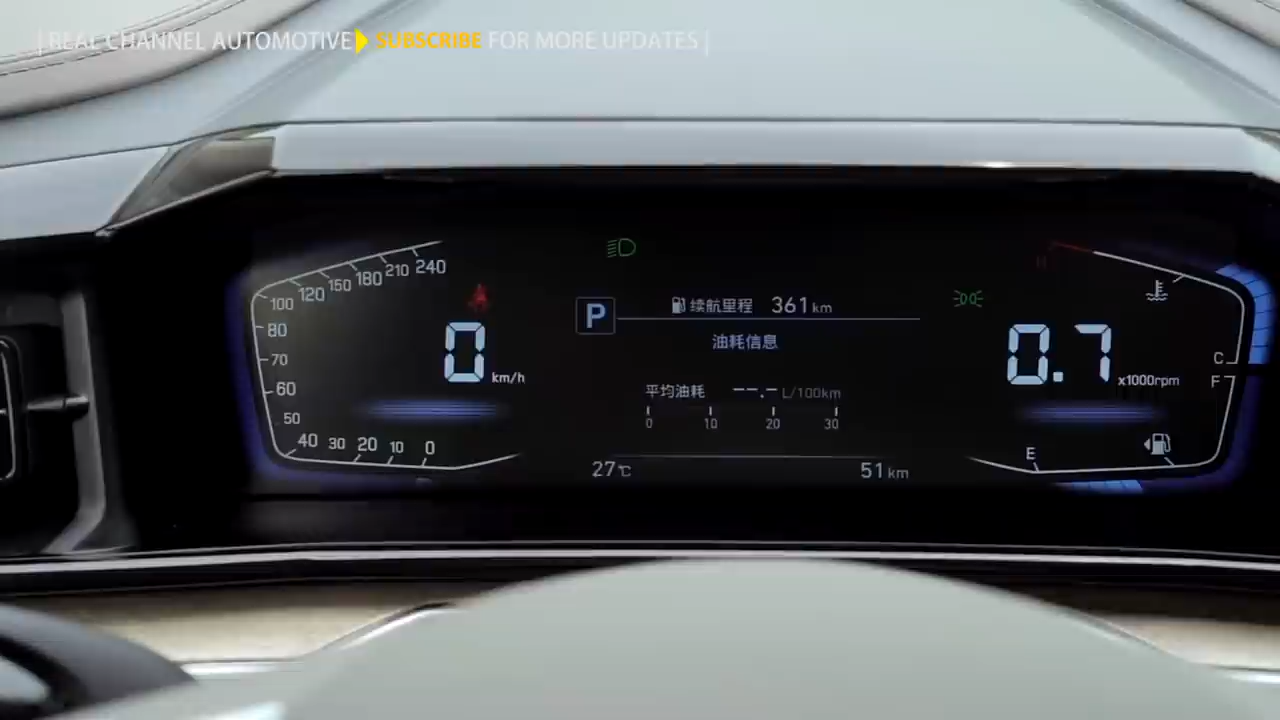 REAL CHANNEL AUTOMOTIVE SUBSCRIBE FOR MORE UPDATES
240
210
180
150
120
100
80
70
60
50
40 30 20 10 0
0 km/h
P
续航里程 361 km
油耗信息
平均油耗 --.- L/100km
0 10 20 30
27℃
51 km
H
0.7 x1000rpm
C
F
E